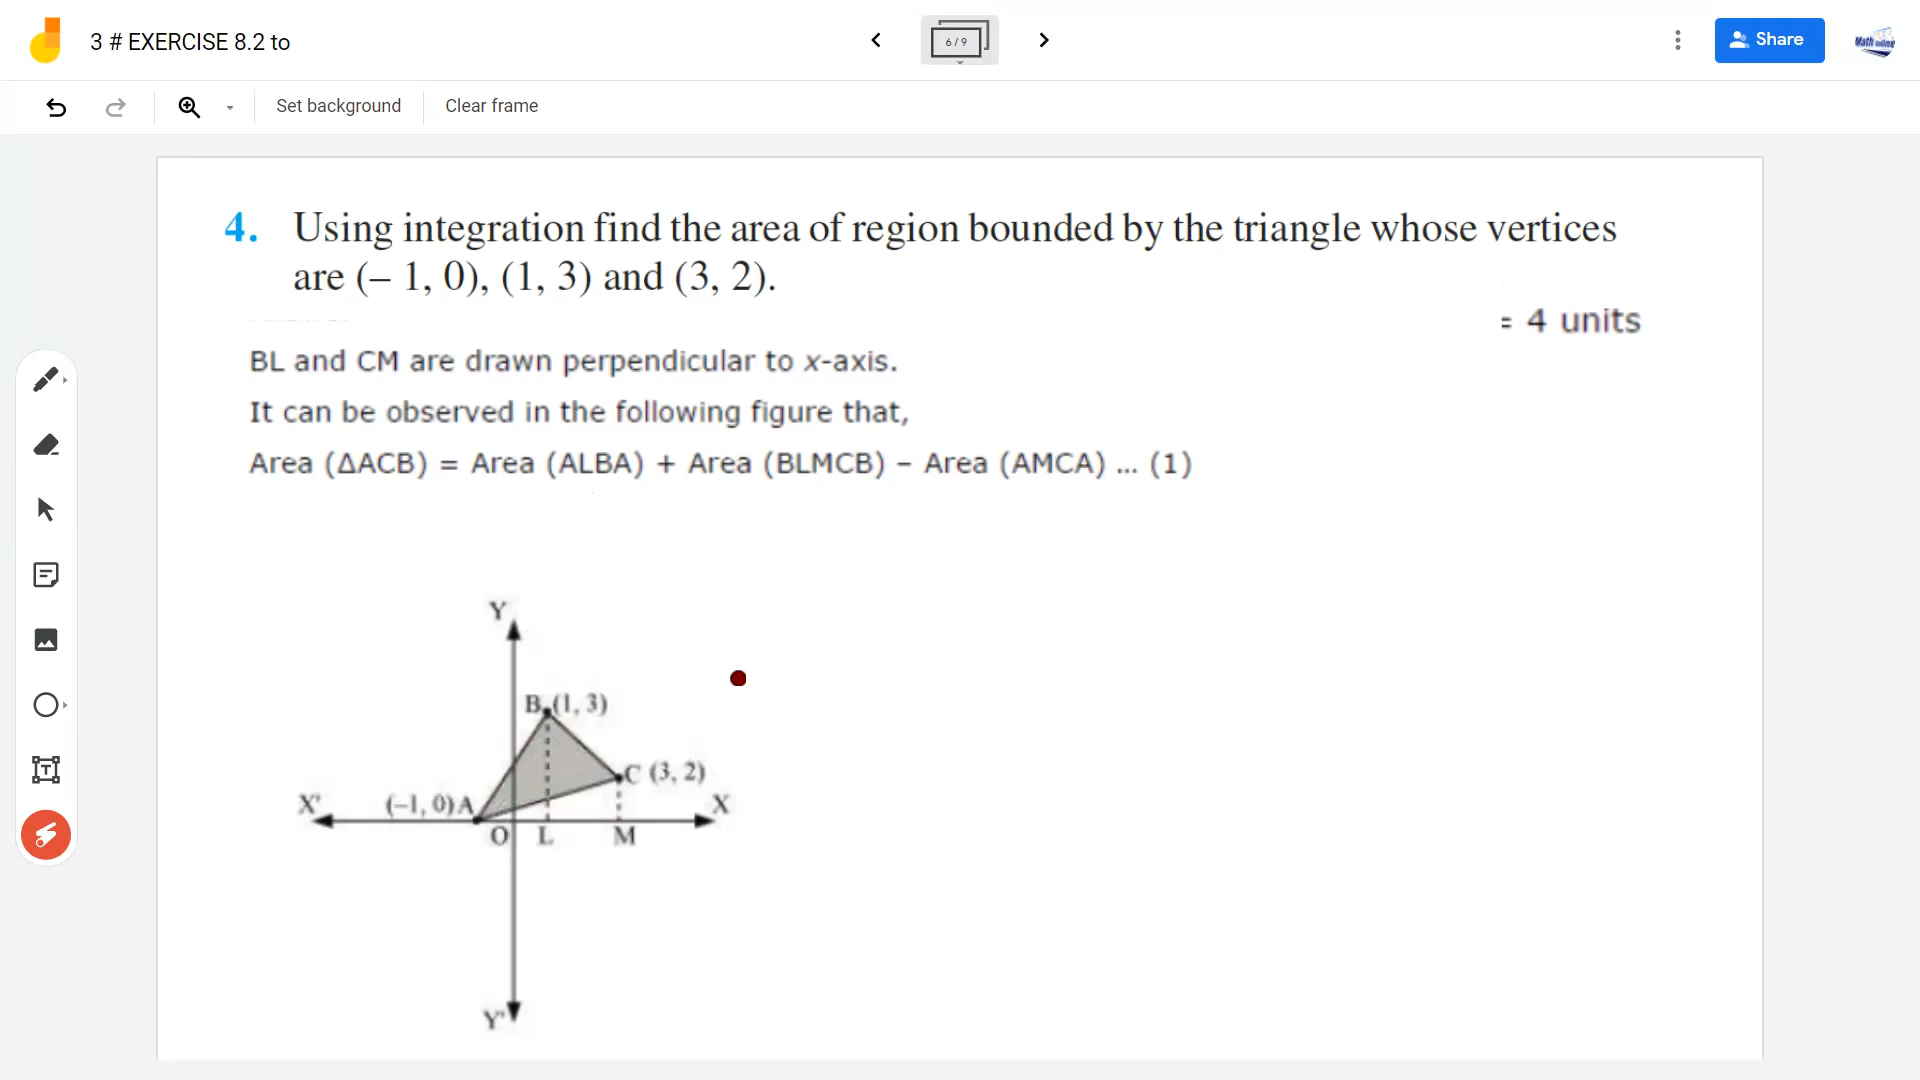 3 # EXERCISE 8.2 to
6 / 9
Share
Math online
Set background
Clear frame
4. Using integration find the area of region bounded by the triangle whose vertices
are (– 1, 0), (1, 3) and (3, 2).
= 4 units
BL and CM are drawn perpendicular to x-axis.
It can be observed in the following figure that,
Area (ΔACB) = Area (ALBA) + Area (BLMCB) – Area (AMCA) ... (1)
Y
B (1, 3)
C (3, 2)
X' (–1, 0) A X
O L M
Y'